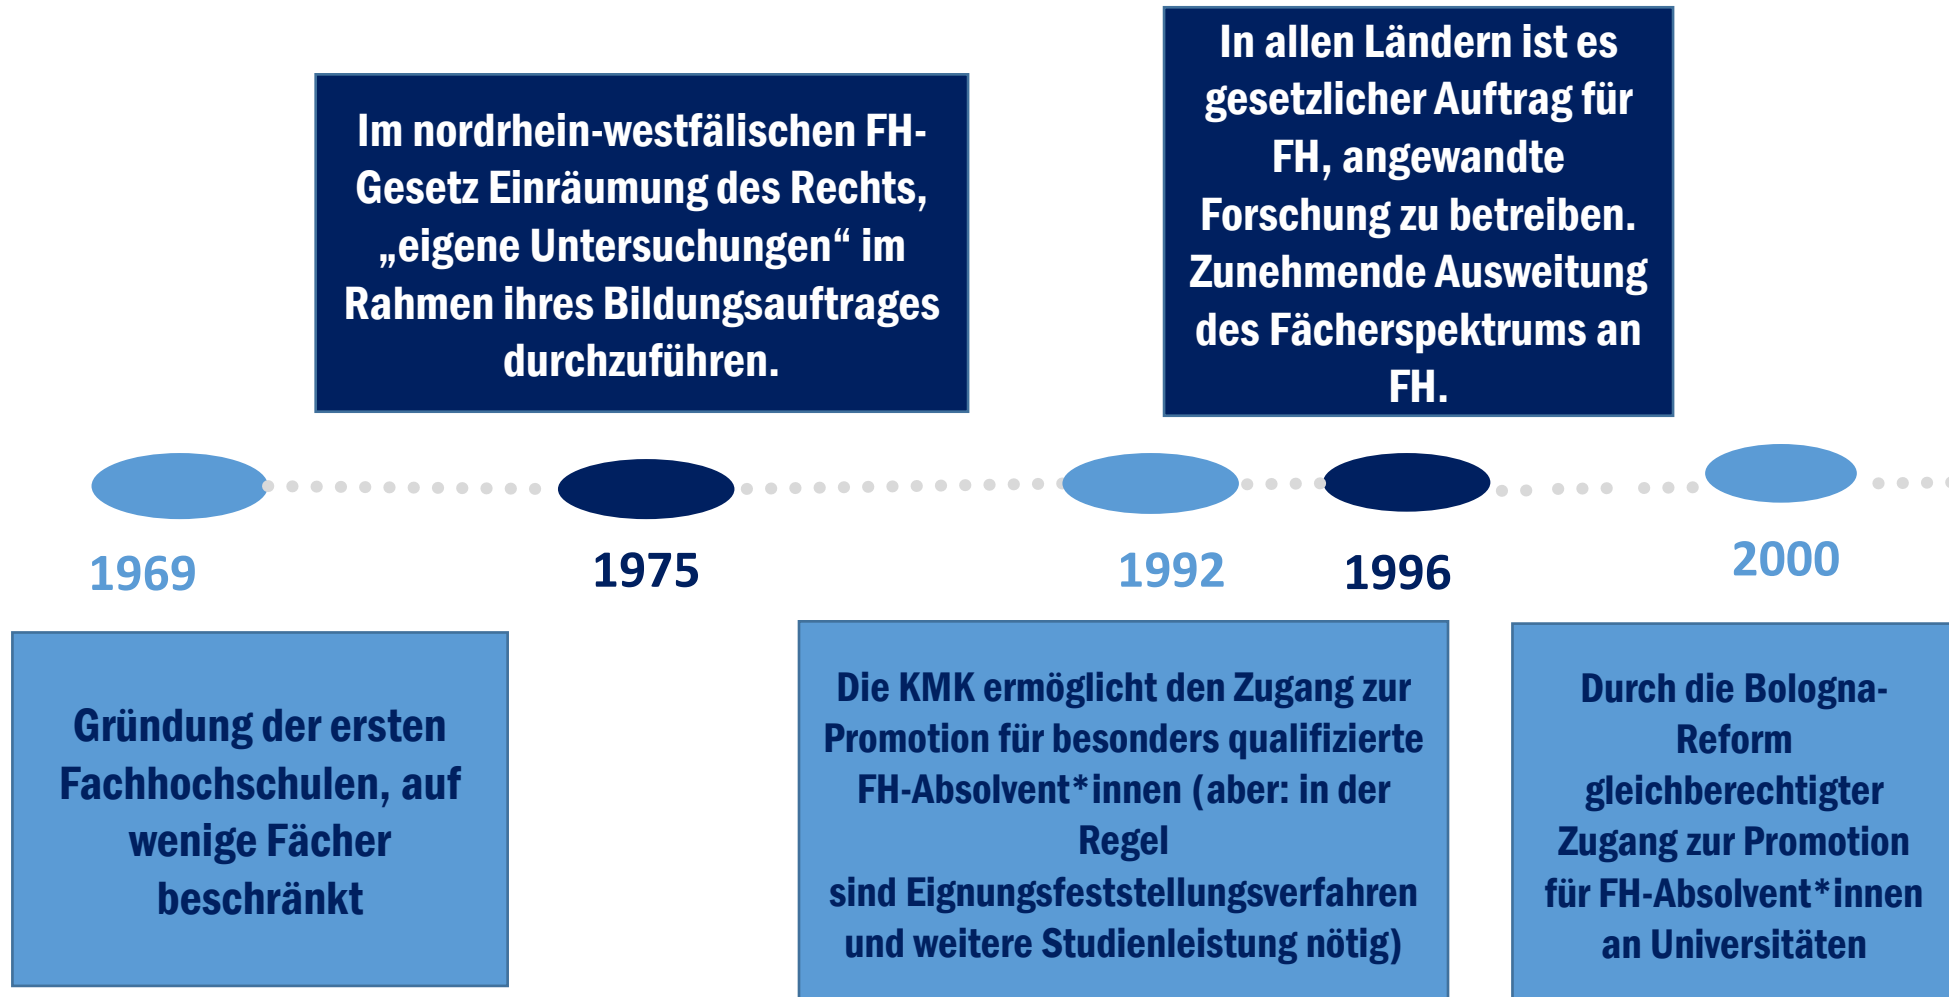 In allen Ländern ist es
gesetzlicher Auftrag für
FH, angewandte
Forschung zu betreiben.
Zunehmende Ausweitung
des Fächerspektrums an
FH.
Im nordrhein-westfälischen FH-
Gesetz Einräumung des Rechts,
„eigene Untersuchungen“ im
Rahmen ihres Bildungsauftrages
durchzuführen.
1969
1975
1992
1996
2000
Gründung der ersten
Fachhochschulen, auf
wenige Fächer
beschränkt
Die KMK ermöglicht den Zugang zur
Promotion für besonders qualifizierte
FH-Absolvent*innen (aber: in der
Regel
sind Eignungsfeststellungsverfahren
und weitere Studienleistung nötig)
Durch die Bologna-
Reform
gleichberechtigter
Zugang zur Promotion
für FH-Absolvent*innen
an Universitäten